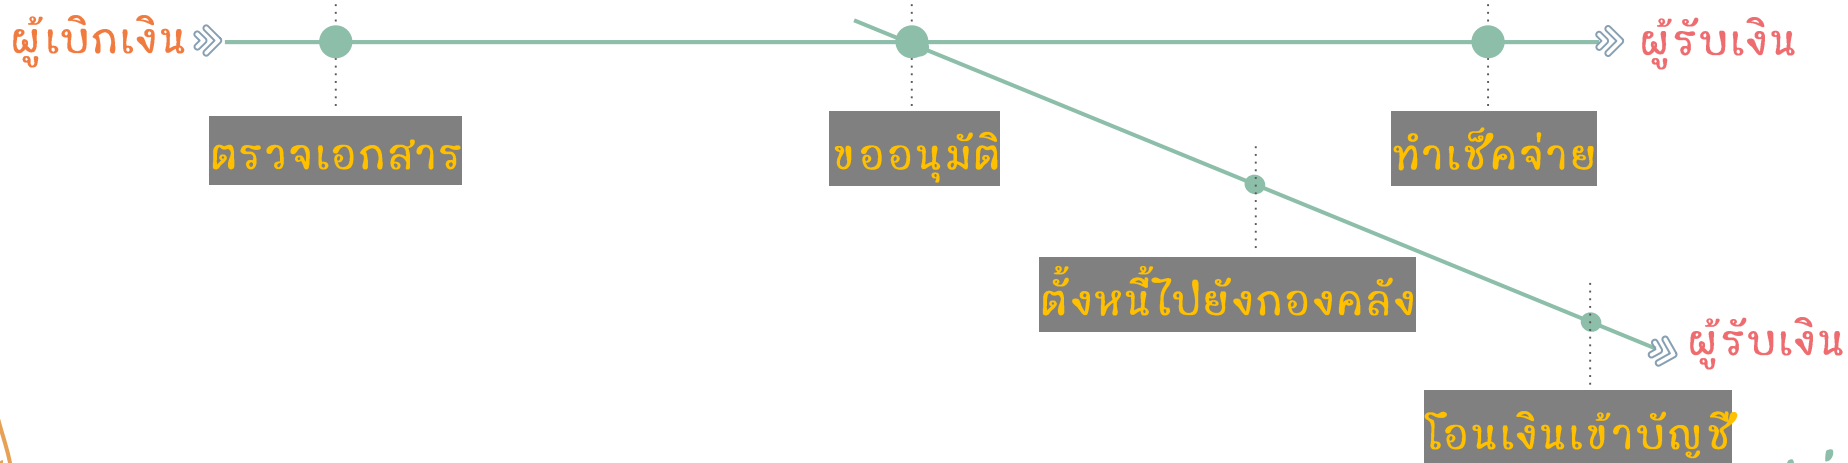 ผู้เบิกเงิน
ผู้รับเงิน
ตรวจเอกสาร
ขออนุมัติ
ทำเช็คจ่าย
ตั้งหนี้ไปยังกองคลัง
ผู้รับเงิน
โอนเงินเข้าบัญชี